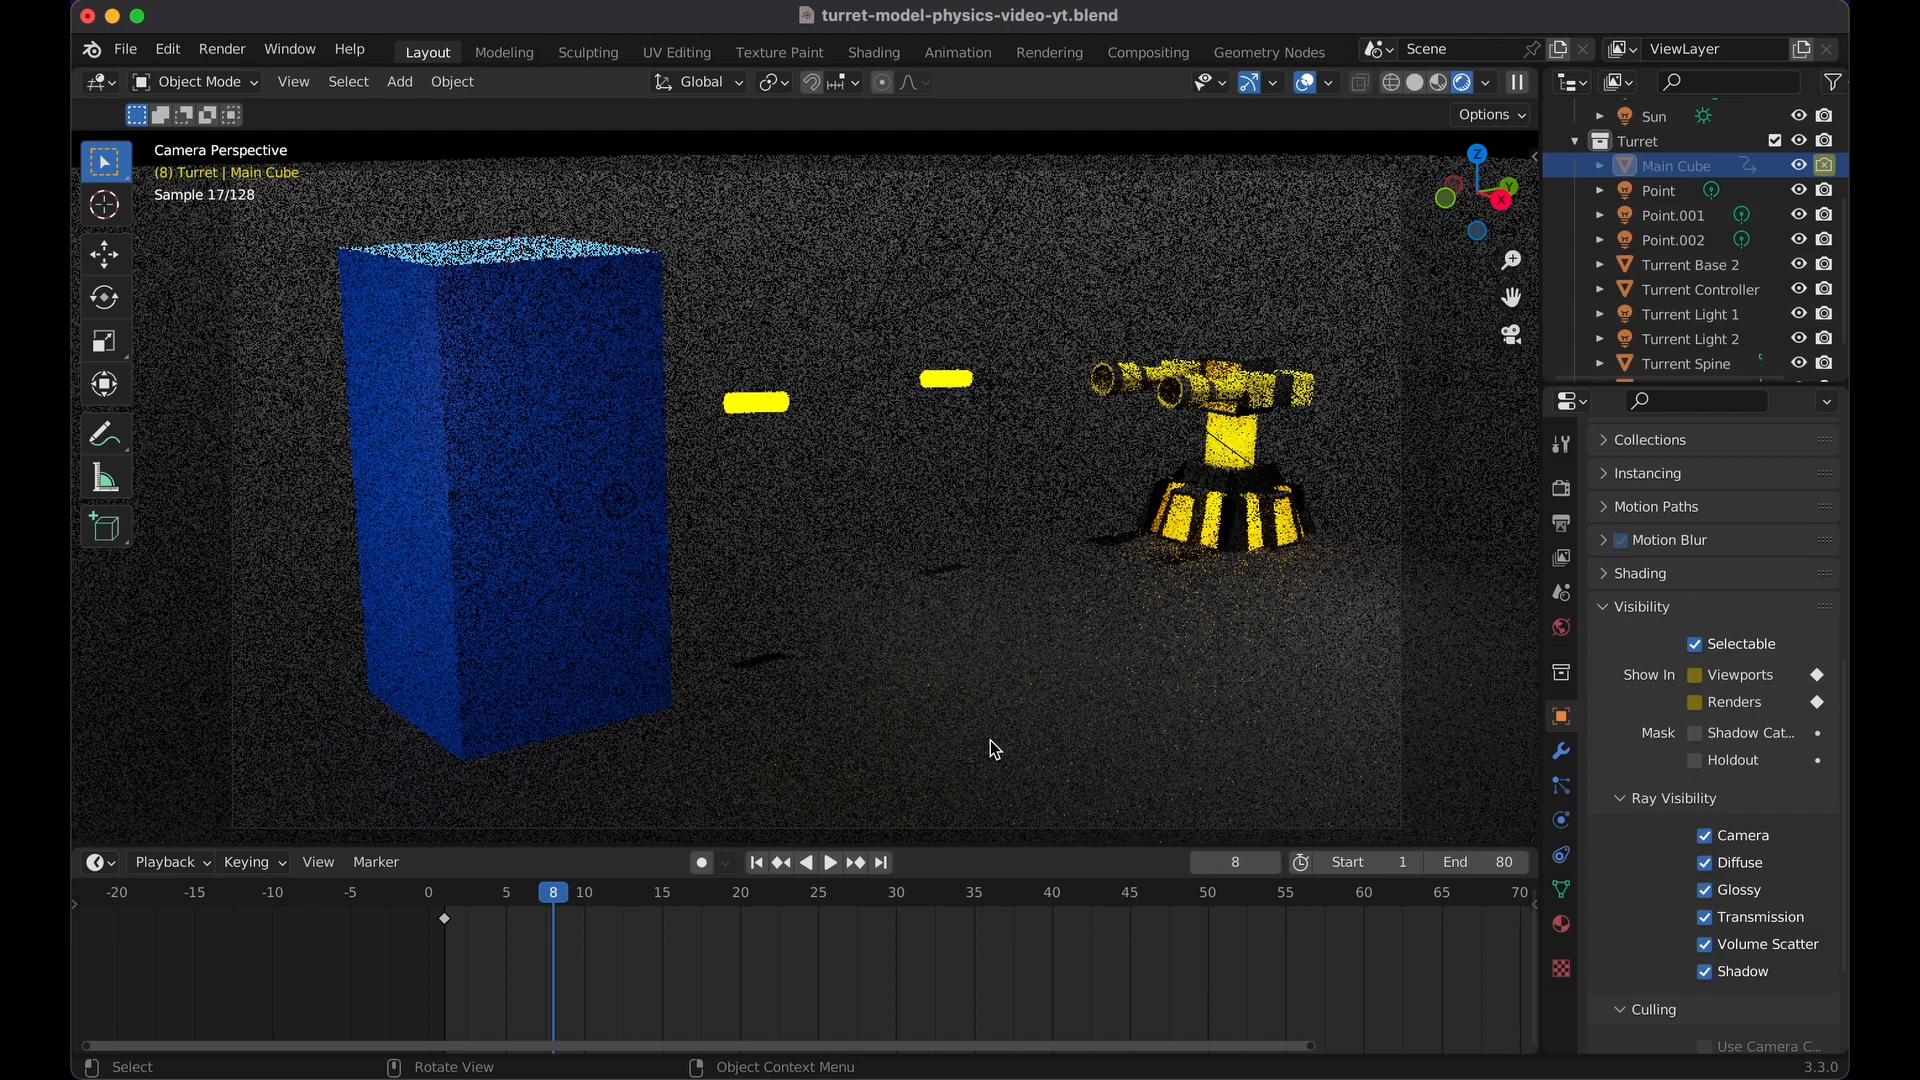 turret-model-physics-video-yt.blend
File Edit Render Window Help Layout Modeling Sculpting UV Editing Texture Paint Shading Animation Rendering Compositing Geometry Nodes Scene ViewLayer
Object Mode View Select Add Object Global
Options
Camera Perspective
(8) Turret | Main Cube
Sample 17/128
Z
Y
X
Sun
Turret
Main Cube
Point
Point.001
Point.002
Turrent Base 2
Turrent Controller
Turrent Light 1
Turrent Light 2
Turrent Spine
Collections
Instancing
Motion Paths
Motion Blur
Shading
Visibility
Selectable
Show In Viewports
Renders
Mask Shadow Cat...
Holdout
Ray Visibility
Camera
Diffuse
Glossy
Transmission
Volume Scatter
Shadow
Culling
Use Camera C...
Playback Keying View Marker 8 Start 1 End 80
-20 -15 -10 -5 0 5 8 10 15 20 25 30 35 40 45 50 55 60 65 70
Select Rotate View Object Context Menu 3.3.0